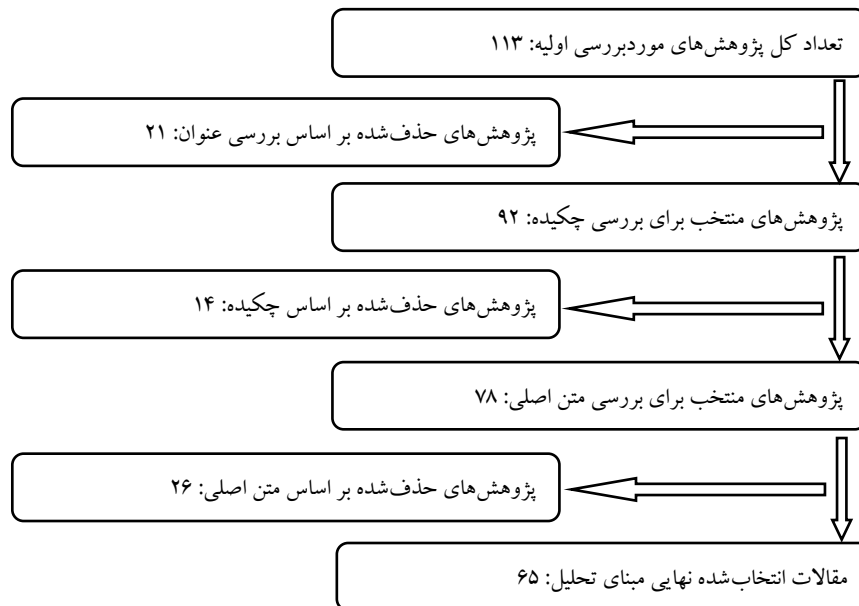 تعداد کل پژوهش‌های موردبررسی اولیه: ۱۱۳
پژوهش‌های حذف‌شده بر اساس بررسی عنوان: ۲۱
پژوهش‌های منتخب برای بررسی چکیده: ۹۲
پژوهش‌های حذف‌شده بر اساس چکیده: ۱۴
پژوهش‌های منتخب برای بررسی متن اصلی: ۷۸
پژوهش‌های حذف‌شده بر اساس متن اصلی: ۲۶
مقالات انتخاب‌شده نهایی مبنای تحلیل: ۶۵